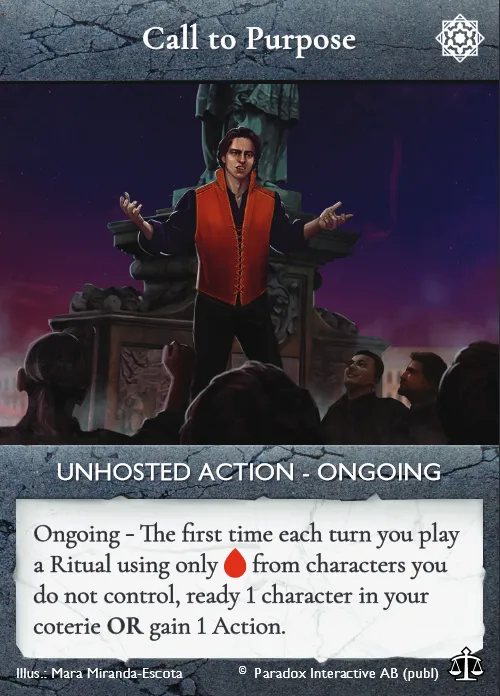 Call to Purpose
UNHOSTED ACTION - ONGOING
Ongoing - The first time each turn you play
a Ritual using only from characters you
do not control, ready 1 character in your
coterie OR gain 1 Action.
Illus.: Mara Miranda-Escota © Paradox Interactive AB (publ)